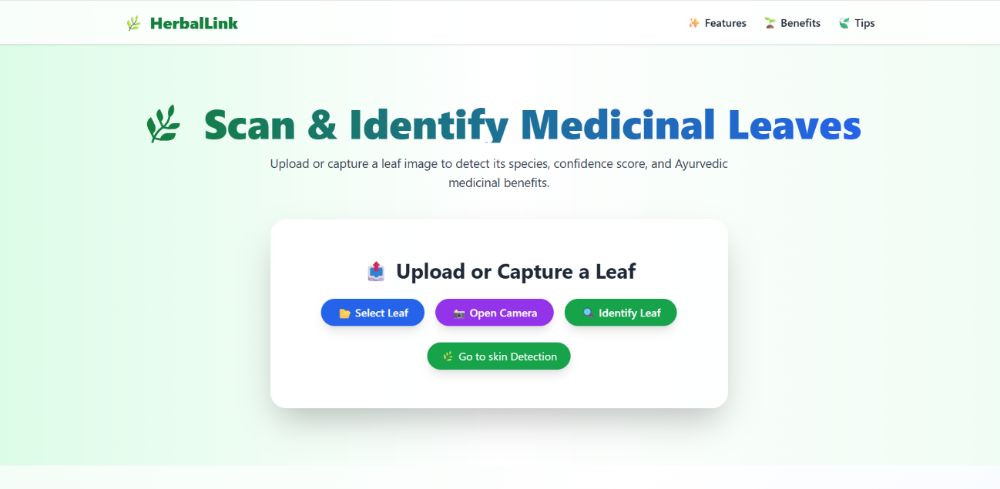 HerbalLink
Features
Benefits
Tips
Scan & Identify Medicinal Leaves
Upload or capture a leaf image to detect its species, confidence score, and Ayurvedic
medicinal benefits.
Upload or Capture a Leaf
Select Leaf
Open Camera
Identify Leaf
Go to skin Detection